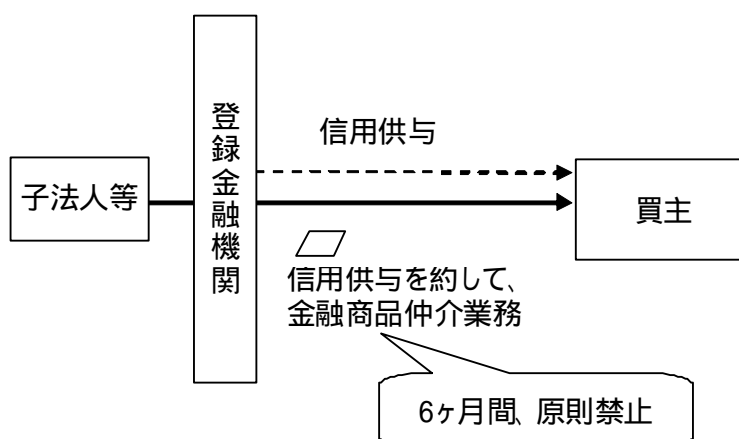 登録金融機関
信用供与
子法人等
買主
信用供与を約して、
金融商品仲介業務
6ヶ月間、原則禁止